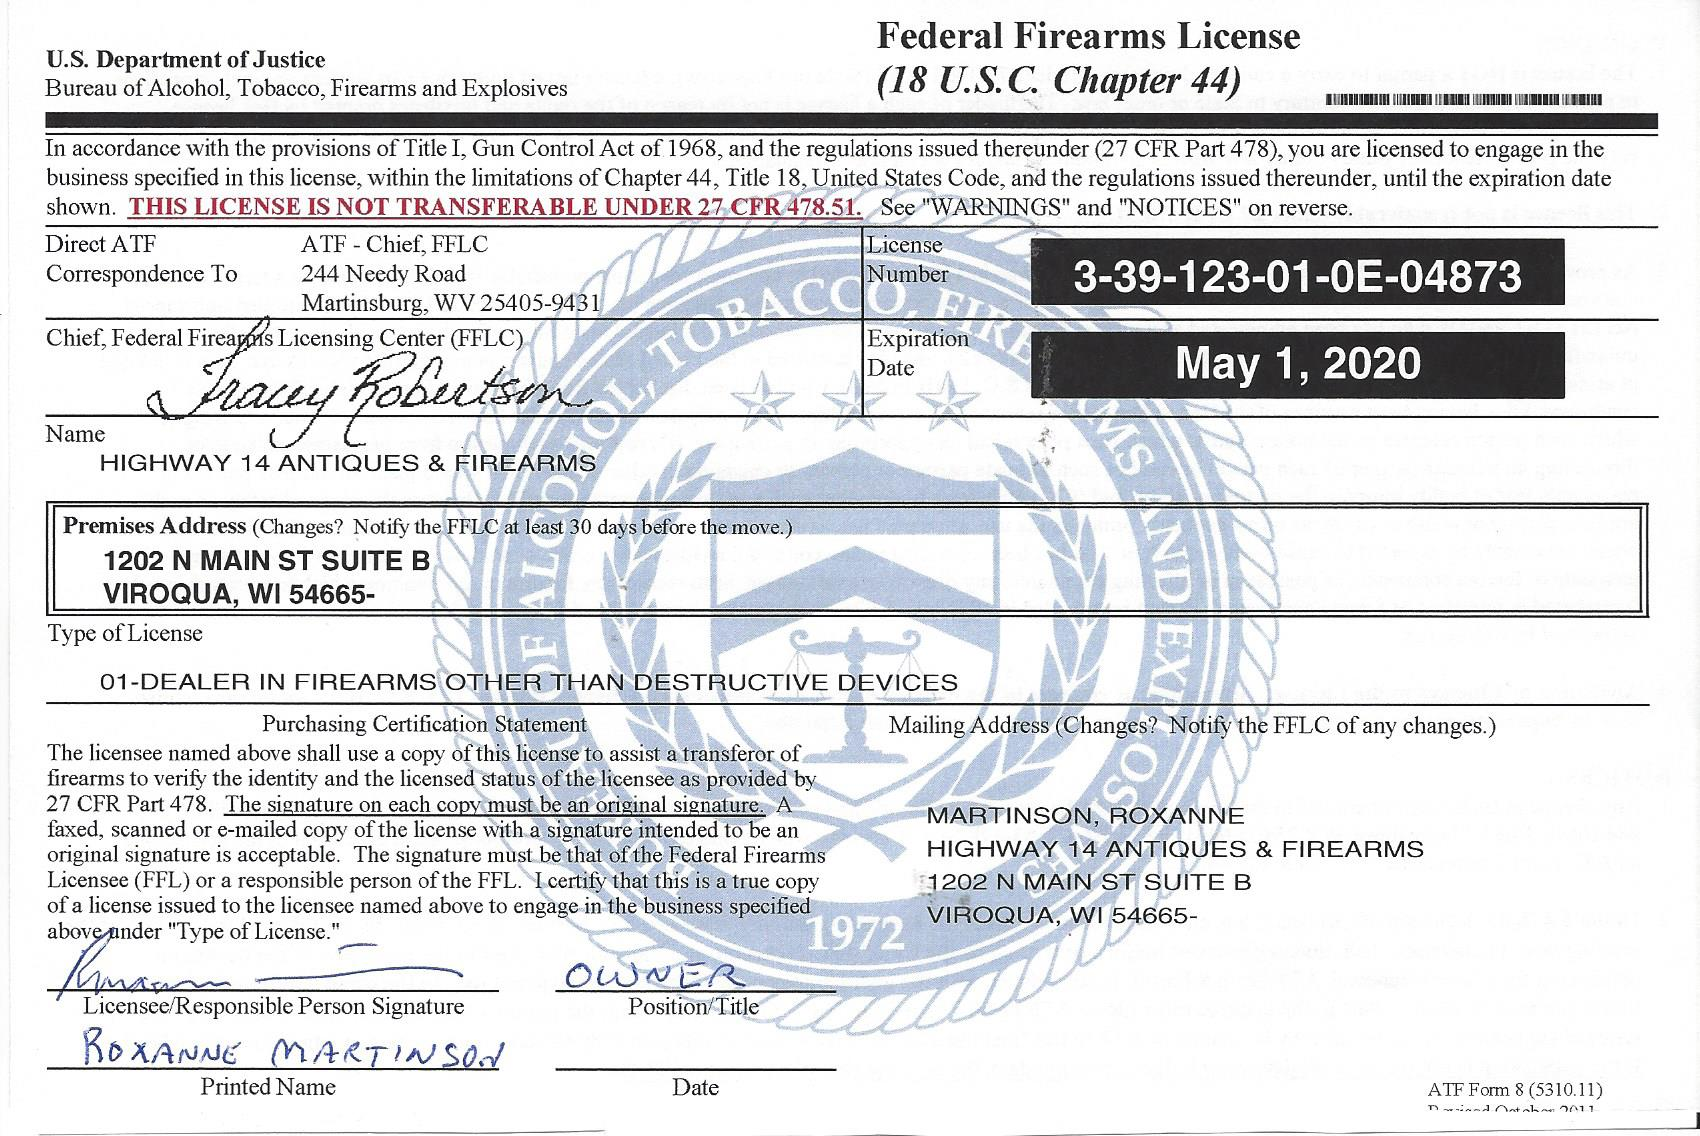 U.S. Department of Justice
Bureau of Alcohol, Tobacco, Firearms and Explosives
Federal Firearms License
(18 U.S.C. Chapter 44)
In accordance with the provisions of Title I, Gun Control Act of 1968, and the regulations issued thereunder (27 CFR Part 478), you are licensed to engage in the
business specified in this license, within the limitations of Chapter 44, Title 18, United States Code, and the regulations issued thereunder, until the expiration date
shown. THIS LICENSE IS NOT TRANSFERABLE UNDER 27 CFR 478.51. See "WARNINGS" and "NOTICES" on reverse.
Direct ATF
Correspondence To
ATF - Chief, FFLC
244 Needy Road
Martinsburg, WV 25405-9431
License
Number
3-39-123-01-0E-04873
Chief, Federal Firearms Licensing Center (FFLC)
Tracey Robertson
Expiration
Date
May 1, 2020
Name
HIGHWAY 14 ANTIQUES & FIREARMS
Premises Address (Changes? Notify the FFLC at least 30 days before the move.)
1202 N MAIN ST SUITE B
VIROQUA, WI 54665-
Type of License
01-DEALER IN FIREARMS OTHER THAN DESTRUCTIVE DEVICES
Purchasing Certification Statement
The licensee named above shall use a copy of this license to assist a transferor of
firearms to verify the identity and the licensed status of the licensee as provided by
27 CFR Part 478. The signature on each copy must be an original signature. A
faxed, scanned or e-mailed copy of the license with a signature intended to be an
original signature is acceptable. The signature must be that of the Federal Firearms
Licensee (FFL) or a responsible person of the FFL. I certify that this is a true copy
of a license issued to the licensee named above to engage in the business specified
above under "Type of License."
Mailing Address (Changes? Notify the FFLC of any changes.)
MARTINSON, ROXANNE
HIGHWAY 14 ANTIQUES & FIREARMS
1202 N MAIN ST SUITE B
VIROQUA, WI 54665-
OWNER
Licensee/Responsible Person Signature
Position/Title
ROXANNE MARTINSON
Printed Name
Date
ATF Form 8 (5310.11)
Revised October 2011
OF ALCOHOL, TOBACCO, FIREARMS AND EXPLOSIVES
1972